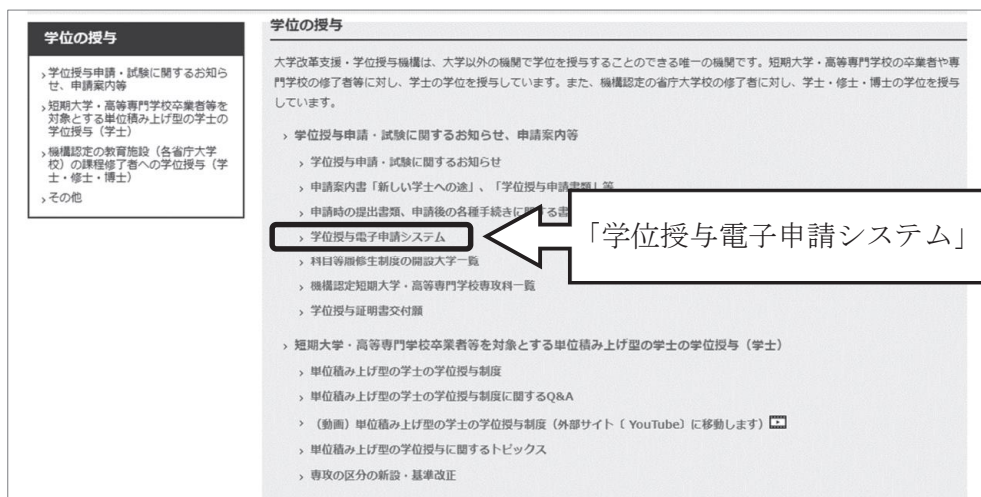 学位の授与
学位授与申請・試験に関するお知ら
せ、申請案内等
短期大学・高等専門学校卒業者等を
対象とする単位積み上げ型の学士の
学位授与（学士）
機構認定の教育施設（各省庁大学
校）の課程修了者への学位授与（学
士・修士・博士）
その他
学位の授与
大学改革支援・学位授与機構は、大学以外の機関で学位を授与することのできる唯一の機関です。短期大学・高等専門学校の卒業者や専
門学校の修了者等に対し、学士の学位を授与しています。また、機構認定の省庁大学校の修了者に対し、学士・修士・博士の学位を授与
しています。
学位授与申請・試験に関するお知らせ、申請案内等
学位授与申請・試験に関するお知らせ
申請案内書「新しい学士への途」、「学位授与申請書類」等
申請時の提出書類、申請後の各種手続きに関する書
学位授与電子申請システム
「学位授与電子申請システム」
科目等履修生制度の開設大学一覧
機構認定短期大学・高等専門学校専攻科一覧
学位授与証明書交付願
短期大学・高等専門学校卒業者等を対象とする単位積み上げ型の学士の学位授与（学士）
単位積み上げ型の学士の学位授与制度
単位積み上げ型の学士の学位授与制度に関するQ&A
（動画）単位積み上げ型の学士の学位授与制度（外部サイト〔 YouTube〕に移動します）
単位積み上げ型の学位授与に関するトピックス
専攻の区分の新設・基準改正